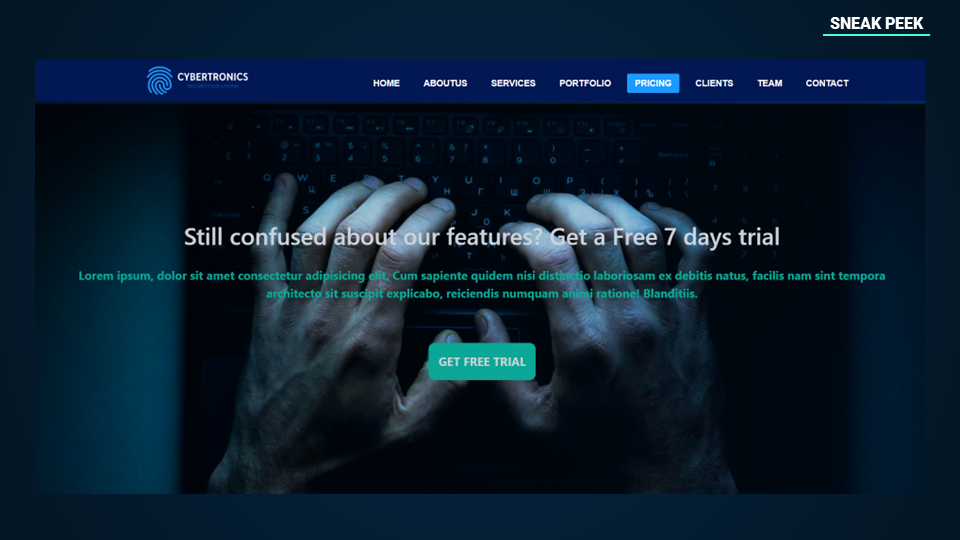 SNEAK PEEK
CYBERTRONICS
SECURITY SOLUTIONS
HOME ABOUTUS SERVICES PORTFOLIO PRICING CLIENTS TEAM CONTACT
Still confused about our features? Get a Free 7 days trial
Lorem ipsum, dolor sit amet consectetur adipisicing elit. Cum sapiente quidem nisi distinctio laboriosam ex debitis natus, facilis nam sint tempora
architecto sit suscipit explicabo, reiciendis numquam animi ratione! Blanditiis.
GET FREE TRIAL